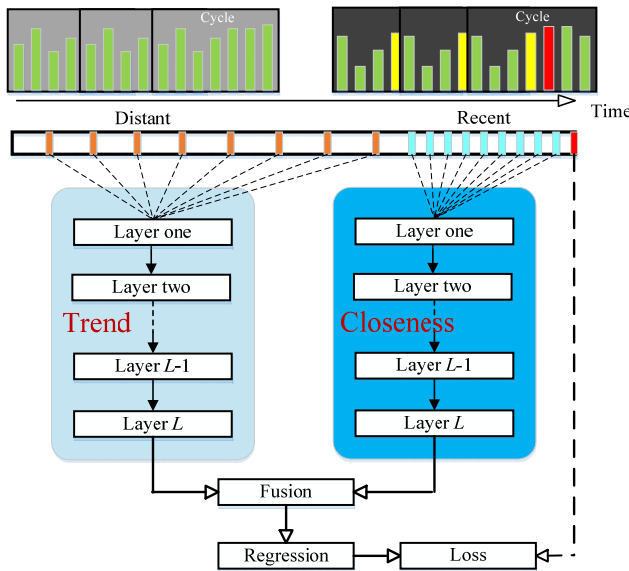 Cycle
Cycle
Time
Distant
Recent
Layer one
Layer one
Layer two
Layer two
Trend
Closeness
Layer L-1
Layer L-1
Layer L
Layer L
Fusion
Regression
Loss